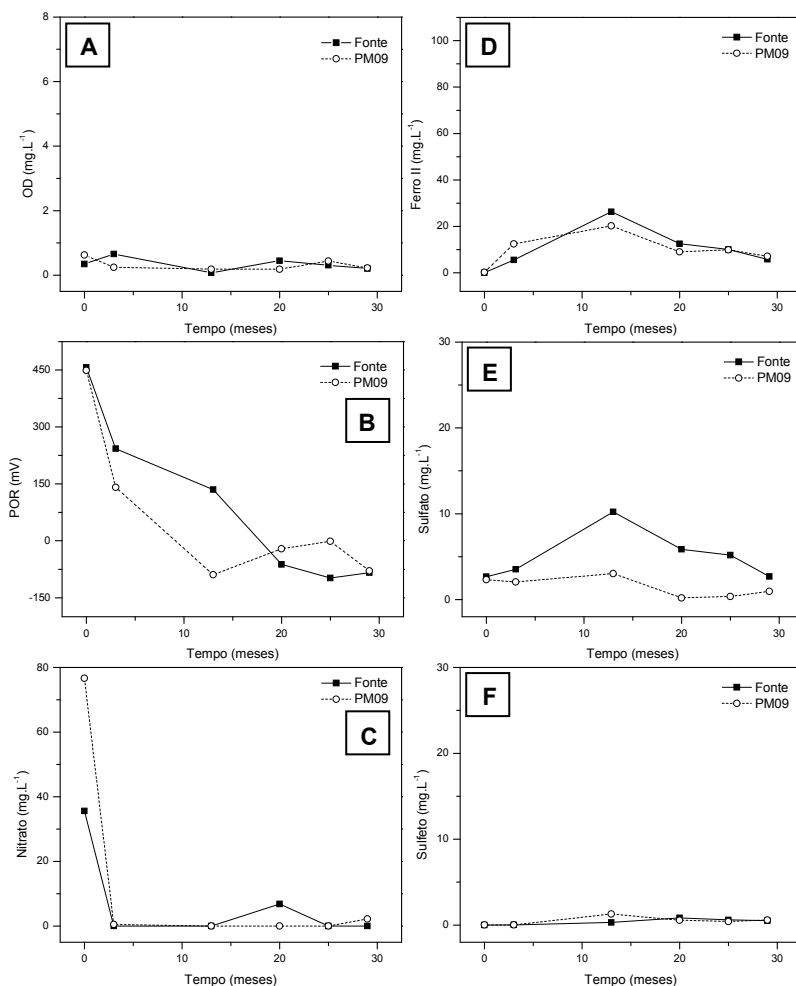 A
Fonte
PM09
8
6
4
2
0
OD (mg.L⁻¹)
0 10 20 30
Tempo (meses)
D
Fonte
PM09
100
80
60
40
20
0
Ferro II (mg.L⁻¹)
0 10 20 30
Tempo (meses)
B
Fonte
PM09
450
300
150
0
-150
POR (mV)
0 10 20 30
Tempo (meses)
E
Fonte
PM09
30
20
10
0
Sulfato (mg.L⁻¹)
0 10 20 30
Tempo (meses)
C
Fonte
PM09
80
60
40
20
0
Nitrato (mg.L⁻¹)
0 10 20 30
Tempo (meses)
F
Fonte
PM09
30
20
10
0
Sulfeto (mg.L⁻¹)
0 10 20 30
Tempo (meses)